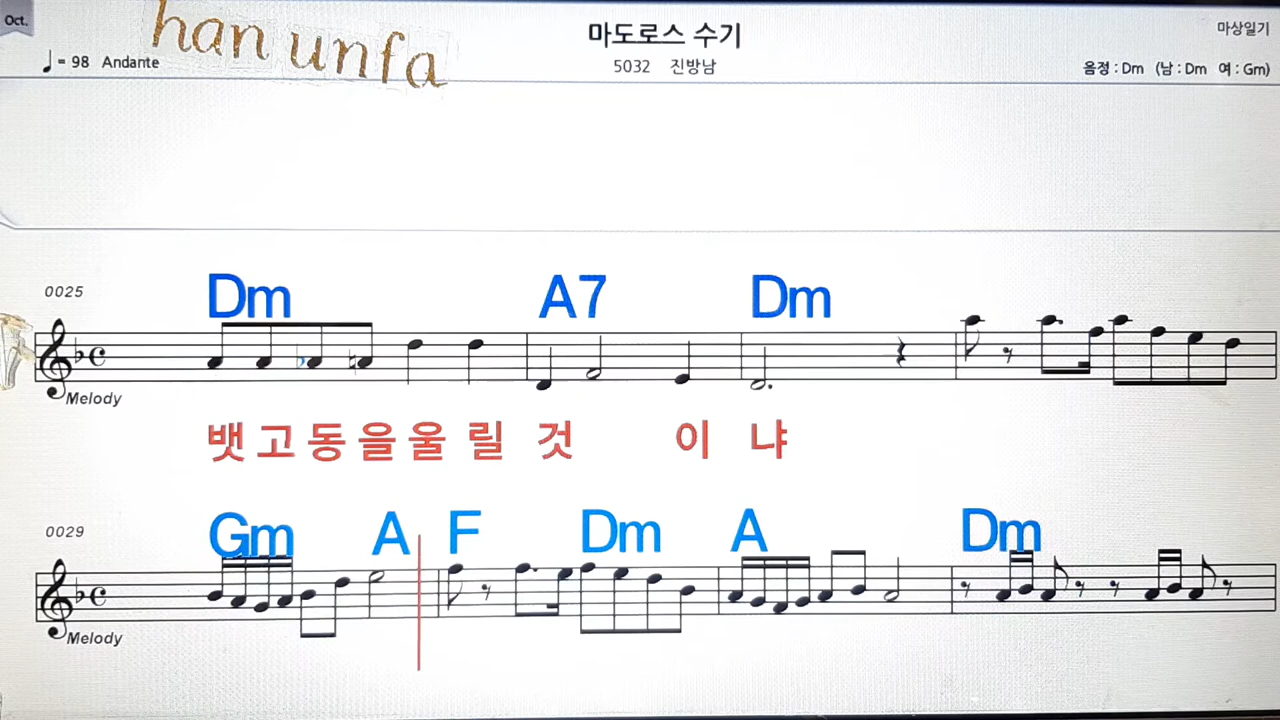 Oct.
han unfa
마도로스 수기
마상일기
♩ = 98 Andante
5032 진방남
음정 : Dm (남 : Dm 여 : Gm)
0025
Dm A7 Dm
Melody
뱃고동을울릴것 이 냐
0029
Gm A F Dm A Dm
Melody